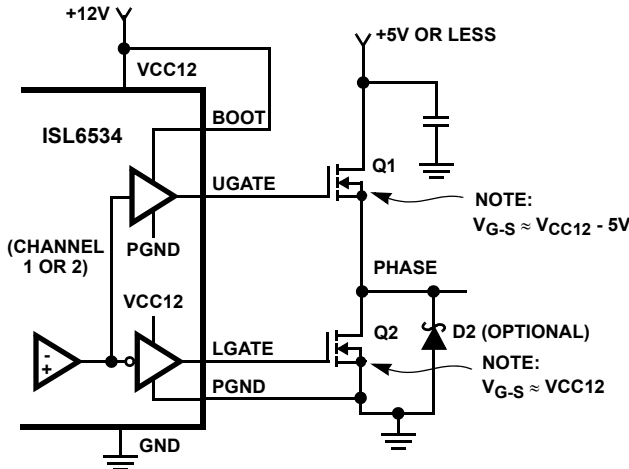 +12V
+5V OR LESS
VCC12
BOOT
ISL6534
Q1
UGATE
NOTE:
VG-S ≈ VCC12 - 5V
PGND
(CHANNEL
1 OR 2)
PHASE
VCC12
Q2
D2 (OPTIONAL)
-
+
LGATE
NOTE:
VG-S ≈ VCC12
PGND
GND